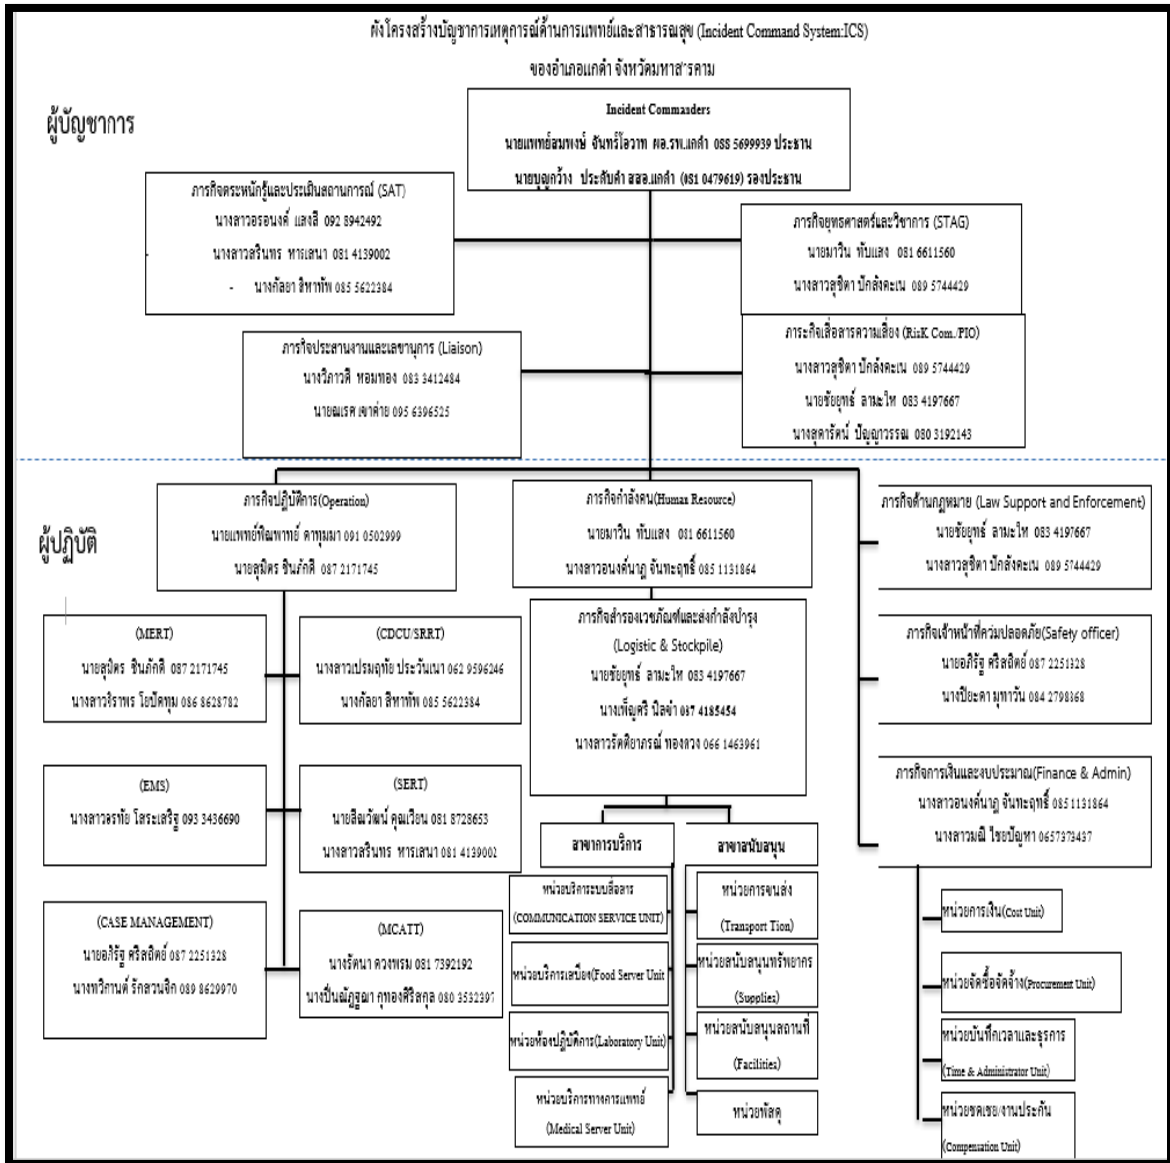 ผังโครงสร้างบัญชาการเหตุการณ์ด้านการแพทย์และสาธารณสุข (Incident Command System:ICS)
ของอำเภอแกดำ จังหวัดมหาสารคาม
ผู้บัญชาการ
Incident Commanders
นายแพทย์สมพงษ์ จันทร์โอวาท ผอ.รพ.แกดำ 088 5699939 ประธาน
นายบุญกว้าง ประดับคำ สสอ.แกดำ (081 0479619) รองประธาน
ภารกิจตระหนักรู้และประเมินสถานการณ์ (SAT)
นางสาวอรอนงค์ แสงสี 092 8942492
นางสาวสรินทร หารเสนา 081 4139002
- นางกัลยา สิหาทัพ 085 5622384
ภารกิจยุทธศาสตร์และวิชาการ (STAG)
นายมาวิน ทับแสง 081 6611560
นางสาวสุชิตา ปักสังคะเน 089 5744429
ภารกิจประสานงานและเลขานุการ (Liaison)
นางวิภาวดี หอมทอง 083 3412484
นายณเรศ เขาค่าย 095 6396525
ภาระกิจสื่อสารความเสี่ยง (RisK Com./PIO)
นางสาวสุชิตา ปักสังคะเน 089 5744429
นายชัยยุทธ์ ลามะให 083 4197667
นางสุดารัตน์ ปัญญาวรรณ 080 3192143
ผู้ปฏิบัติ
ภารกิจปฏิบัติการ(Operation)
นายแพทย์พิณพาทย์ ดาทุมมา 091 0502999
นายสุมิตร ชินภักดี 087 2171745
ภารกิจกำลังคน(Human Resource)
นายมาวิน ทับแสง 081 6611560
นางสาวอนงค์นาฏ จันทะฤทธิ์ 085 1131864
ภารกิจด้านกฎหมาย (Law Support and Enforcement)
นายชัยยุทธ์ ลามะให 083 4197667
นางสาวสุชิตา ปักสังคะเน 089 5744429
(MERT)
นายสุมิตร ชินภักดี 087 2171745
นางสาวจิราพร โยปัดทุม 086 8628782
(CDCU/SRRT)
นางสาวเปรมฤทัย ประวันเนา 062 9596246
นางกัลยา สิหาทัพ 085 5622384
ภารกิจสำรองเวชภัณฑ์และส่งกำลังบำรุง
(Logistic & Stockpile)
นายชัยยุทธ์ ลามะให 083 4197667
นางเพ็ญศรี นิลขำ 087 4185454
นางสาวรัตติยาภรณ์ ทองดวง 066 1463961
ภารกิจเจ้าหน้าที่ควมปลอดภัย(Safety officer)
นายอภิรัฐ ศริสถิตย์ 087 2251328
นางปิยะดา มุทาวัน 084 2798368
(EMS)
นางสาวอรทัย โสระเสริฐ 093 3436690
(SERT)
นายสิณวัฒน์ คุณเวียน 081 8728653
นางสาวสรินทร หารเสนา 081 4139002
ภารกิจการเงินและงบประมาณ(Finance & Admin)
นางสาวอนงค์นาฏ จันทะฤทธิ์ 085 1131864
นางสาวมณี ไชยปัญหา 0657373437
สาขาการบริการ
สาขาสนับสนุน
(CASE MANAGEMENT)
นายอภิรัฐ ศริสถิตย์ 087 2251328
นางทวีกานต์ รักสวนจิก 089 8629970
(MCATT)
นางรัตนา ดวงพรม 081 7392192
นางปิ่นณัฏฐฌา กุทองศิริสกุล 080 3532397
หน่วยบริการะบบสื่อสาร
(COMMUNICATION SERVICE UNIT)
หน่วยบริการเสบียง(Food Server Unit
หน่วยห้องปฏิบัติการ(Laboratory Unit)
หน่วยบริการทางการแพทย์
(Medical Server Unit)
หน่วยการขนส่ง
(Transport Tion)
หน่วยสนับสนุนทรัพยากร
(Supplies)
หน่วยสนับสนุนสถานที่
(Facilities)
หน่วยพัสดุ
หน่วยการเงิน(Cost Unit)
หน่วยจัดซื้อจัดจ้าง(Procurement Unit)
หน่วยบันทึกเวลาและธุรการ
(Time & Administrator Unit)
หน่วยชดเชย/งานประกัน
(Compensation Unit)